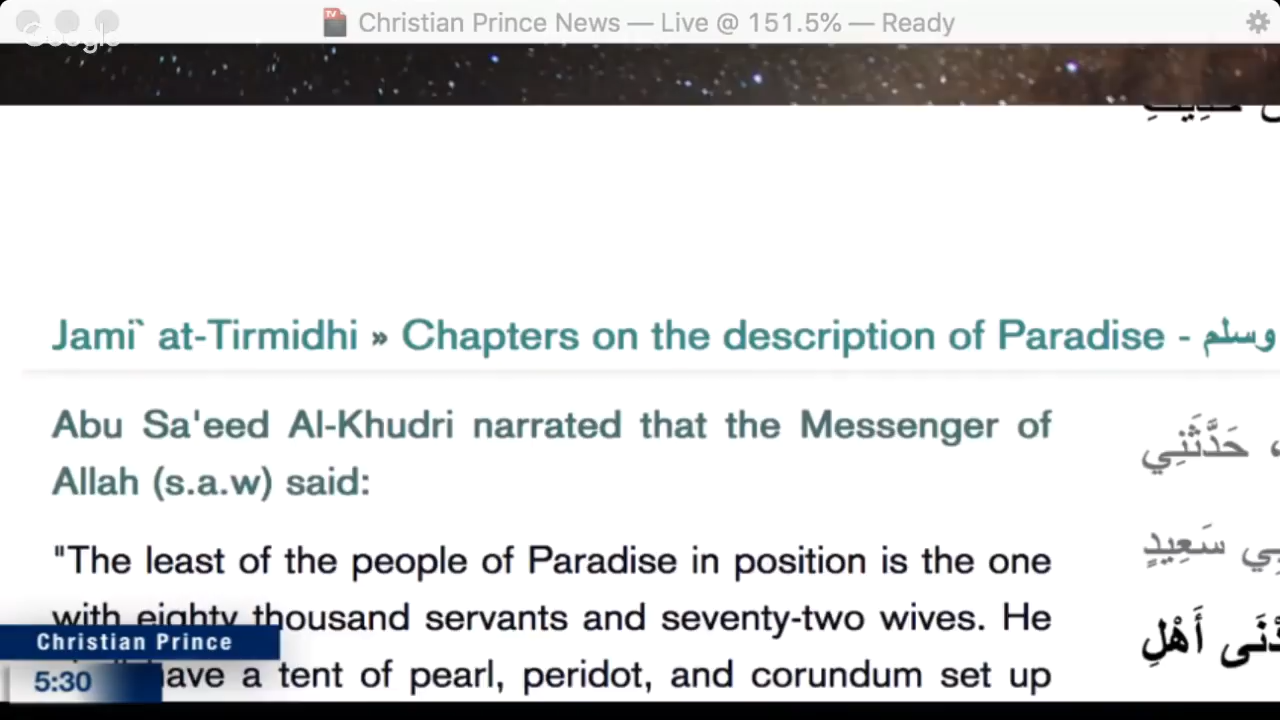 Christian Prince News — Live @ 151.5% — Ready
Google
Jami` at-Tirmidhi » Chapters on the description of Paradise - وسلم
Abu Sa'eed Al-Khudri narrated that the Messenger of
Allah (s.a.w) said:
حَدَّثَنِي
"The least of the people of Paradise in position is the one
سَعِيدٍ
with eighty thousand servants and seventy-two wives. He
أَهْلِ
have a tent of pearl, peridot, and corundum set up
Christian Prince
5:30